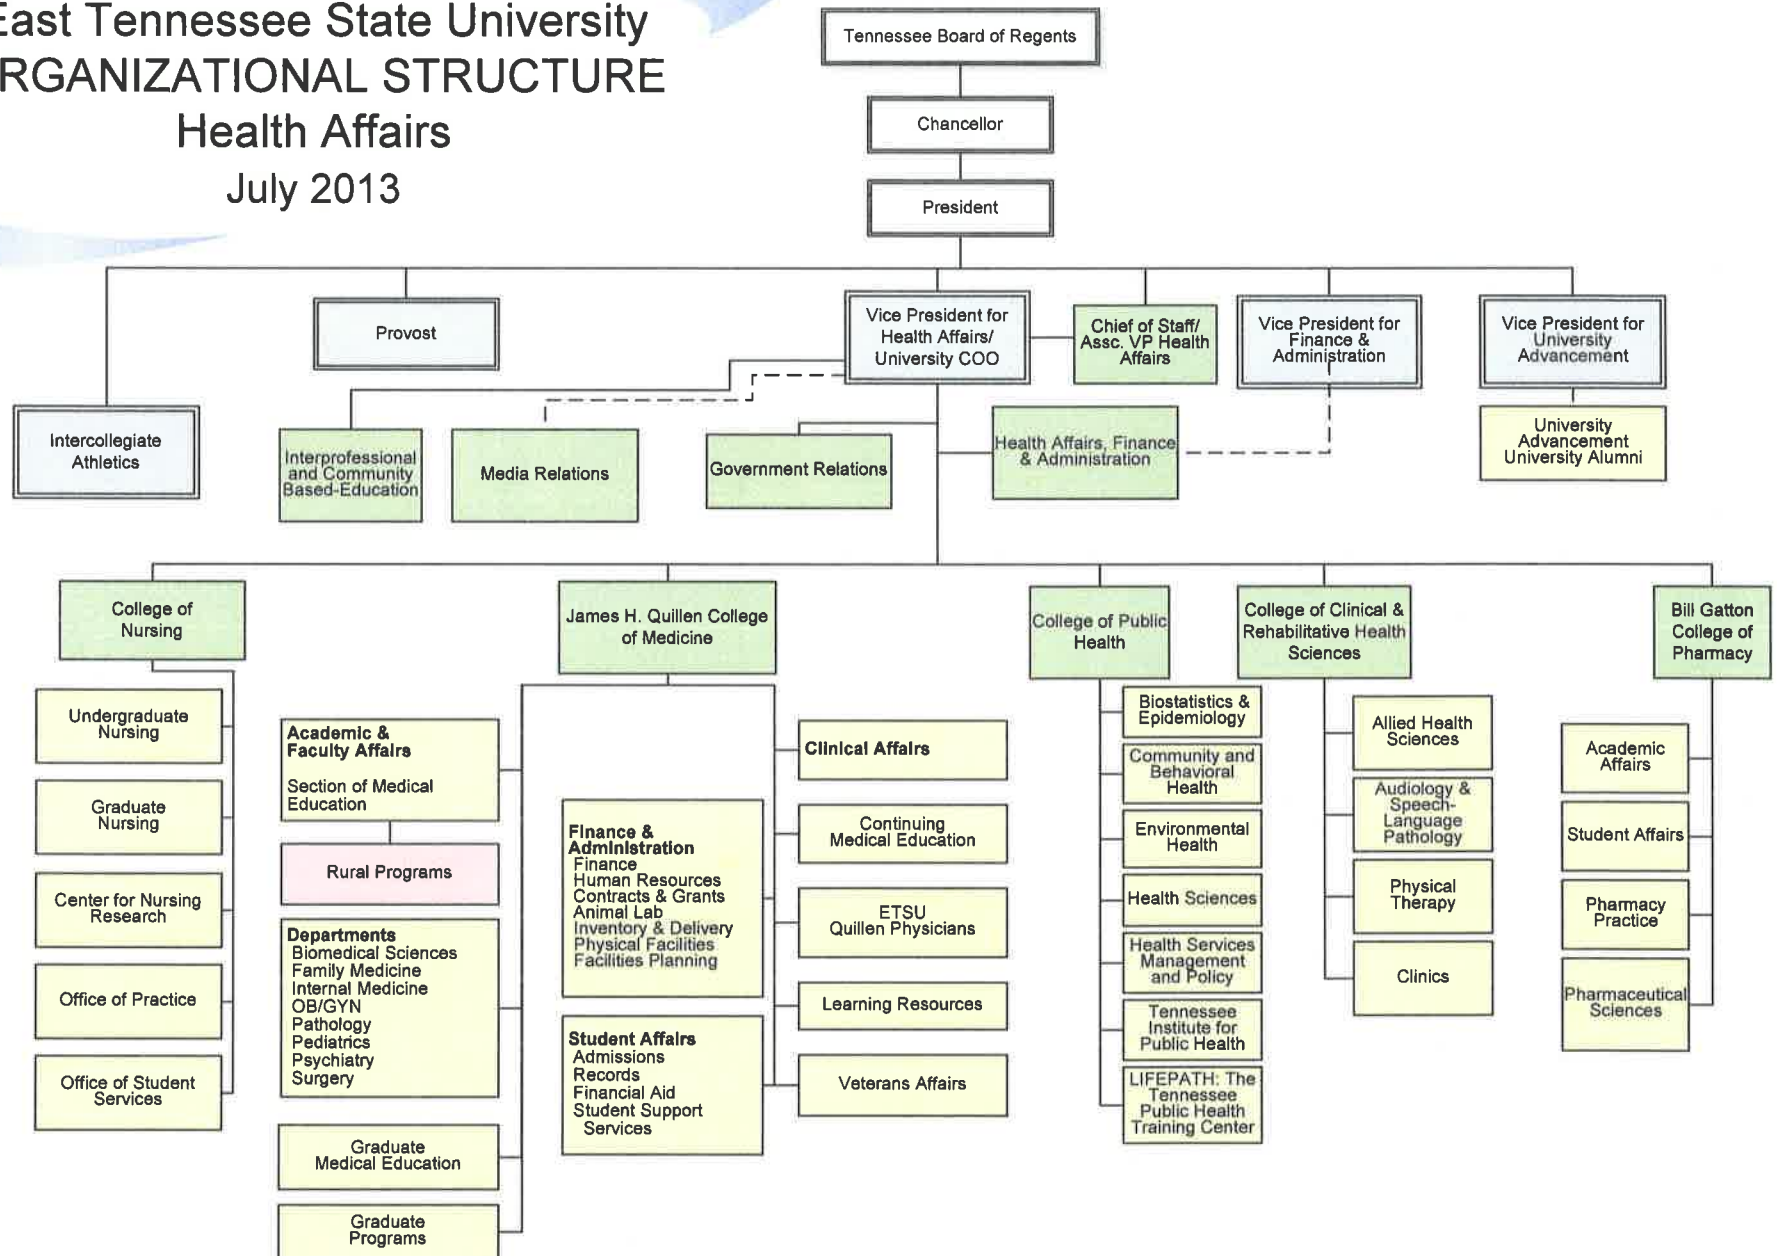 East Tennessee State University
RGANIZATIONAL STRUCTURE
Health Affairs
July 2013
Tennessee Board of Regents
Chancellor
President
Provost
Vice President for
Health Affairs/
University COO
Chief of Staff/
Assc. VP Health
Affairs
Vice President for
Finance &
Administration
Vice President for
University
Advancement
Intercollegiate
Athletics
Interprofessional
and Community
Based-Education
Media Relations
Government Relations
Health Affairs, Finance
& Administration
University
Advancement
University Alumni
College of
Nursing
James H. Quillen College
of Medicine
College of Public
Health
College of Clinical &
Rehabilitative Health
Sciences
Bill Gatton
College of
Pharmacy
Undergraduate
Nursing
Graduate
Nursing
Center for Nursing
Research
Office of Practice
Office of Student
Services
Academic &
Faculty Affairs
Section of Medical
Education
Rural Programs
Departments
Biomedical Sciences
Family Medicine
Internal Medicine
OB/GYN
Pathology
Pediatrics
Psychiatry
Surgery
Graduate
Medical Education
Graduate
Programs
Finance &
Administration
Finance
Human Resources
Contracts & Grants
Animal Lab
Inventory & Delivery
Physical Facilities
Facilities Planning
Student Affairs
Admissions
Records
Financial Aid
Student Support
Services
Clinical Affairs
Continuing
Medical Education
ETSU
Quillen Physicians
Learning Resources
Veterans Affairs
Biostatistics &
Epidemiology
Community and
Behavioral
Health
Environmental
Health
Health Sciences
Health Services
Management
and Policy
Tennessee
Institute for
Public Health
LIFEPATH: The
Tennessee
Public Health
Training Center
Allied Health
Sciences
Audiology &
Speech-
Language
Pathology
Physical
Therapy
Clinics
Academic
Affairs
Student Affairs
Pharmacy
Practice
Pharmaceutical
Sciences